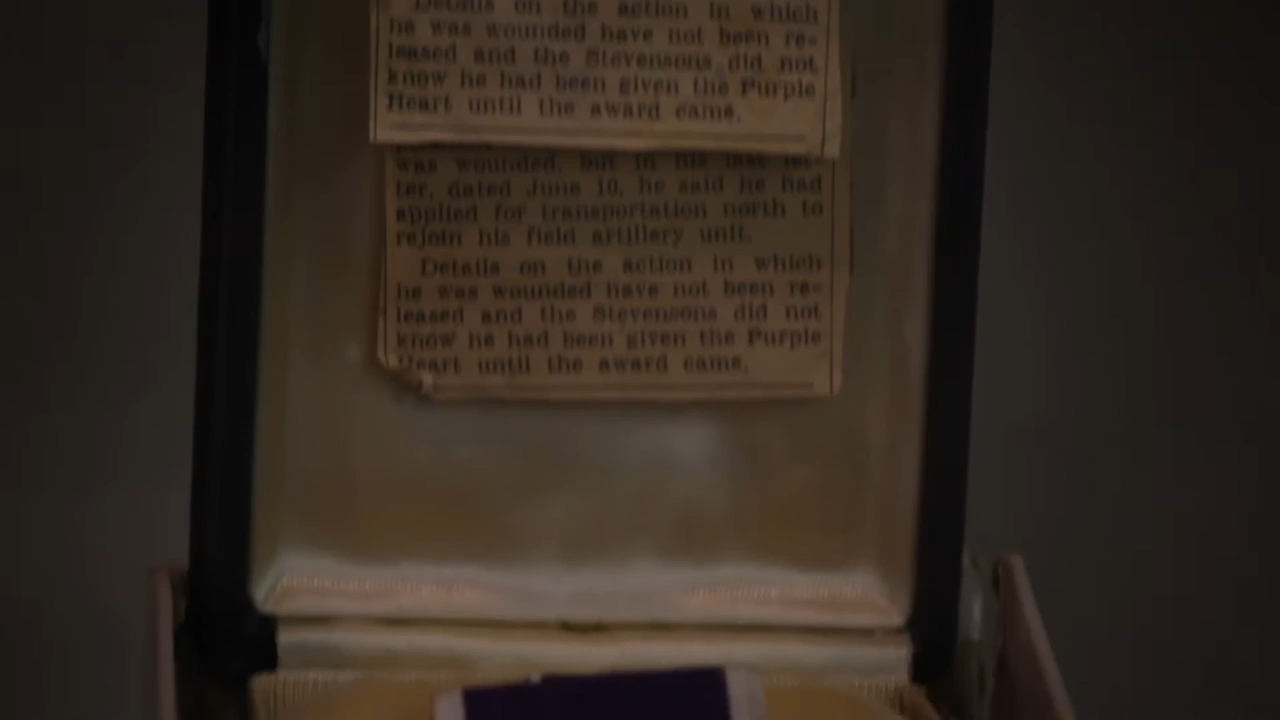 Details on the action in which
he was wounded have not been re-
leased and the Stevensons did not
know he had been given the Purple
Heart until the award came.
was wounded, but in his last let-
ter, dated June 10, he said he had
applied for transportation north to
rejoin his field artillery unit.
Details on the action in which
he was wounded have not been re-
leased and the Stevensons did not
know he had been given the Purple
Heart until the award came.